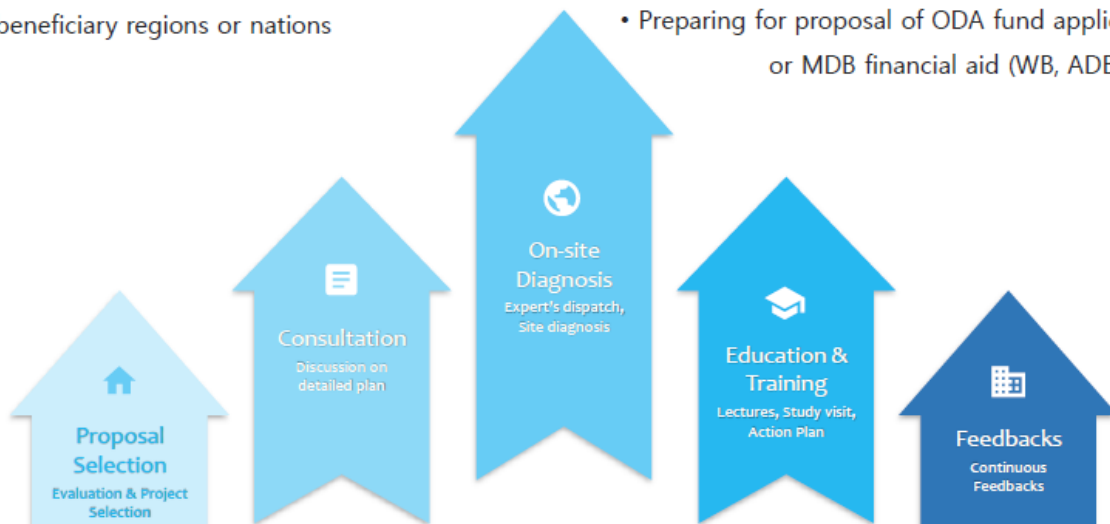 beneficiary regions or nations
• Preparing for proposal of ODA fund applic
or MDB financial aid (WB, ADB
On-site
Diagnosis
Expert's dispatch,
Site diagnosis
Consultation
Discussion on
detailed plan
Education &
Training
Lectures, Study visit,
Action Plan
Proposal
Selection
Evaluation & Project
Selection
Feedbacks
Continuous
Feedbacks